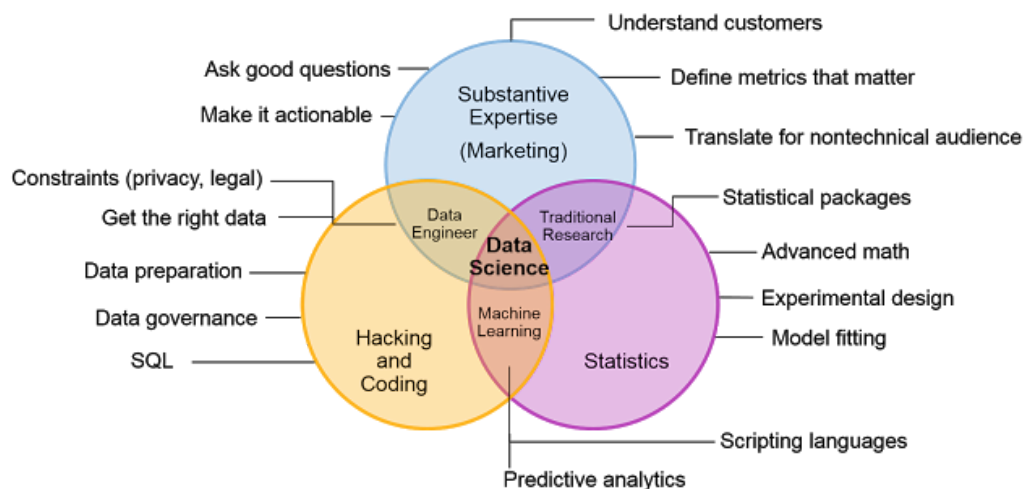 Understand customers
Ask good questions
Define metrics that matter
Substantive
Expertise
(Marketing)
Make it actionable
Translate for nontechnical audience
Constraints (privacy, legal)
Get the right data
Statistical packages
Data
Engineer
Traditional
Research
Data
Science
Advanced math
Data preparation
Experimental design
Data governance
Machine
Learning
Model fitting
SQL
Hacking
and
Coding
Statistics
Scripting languages
Predictive analytics